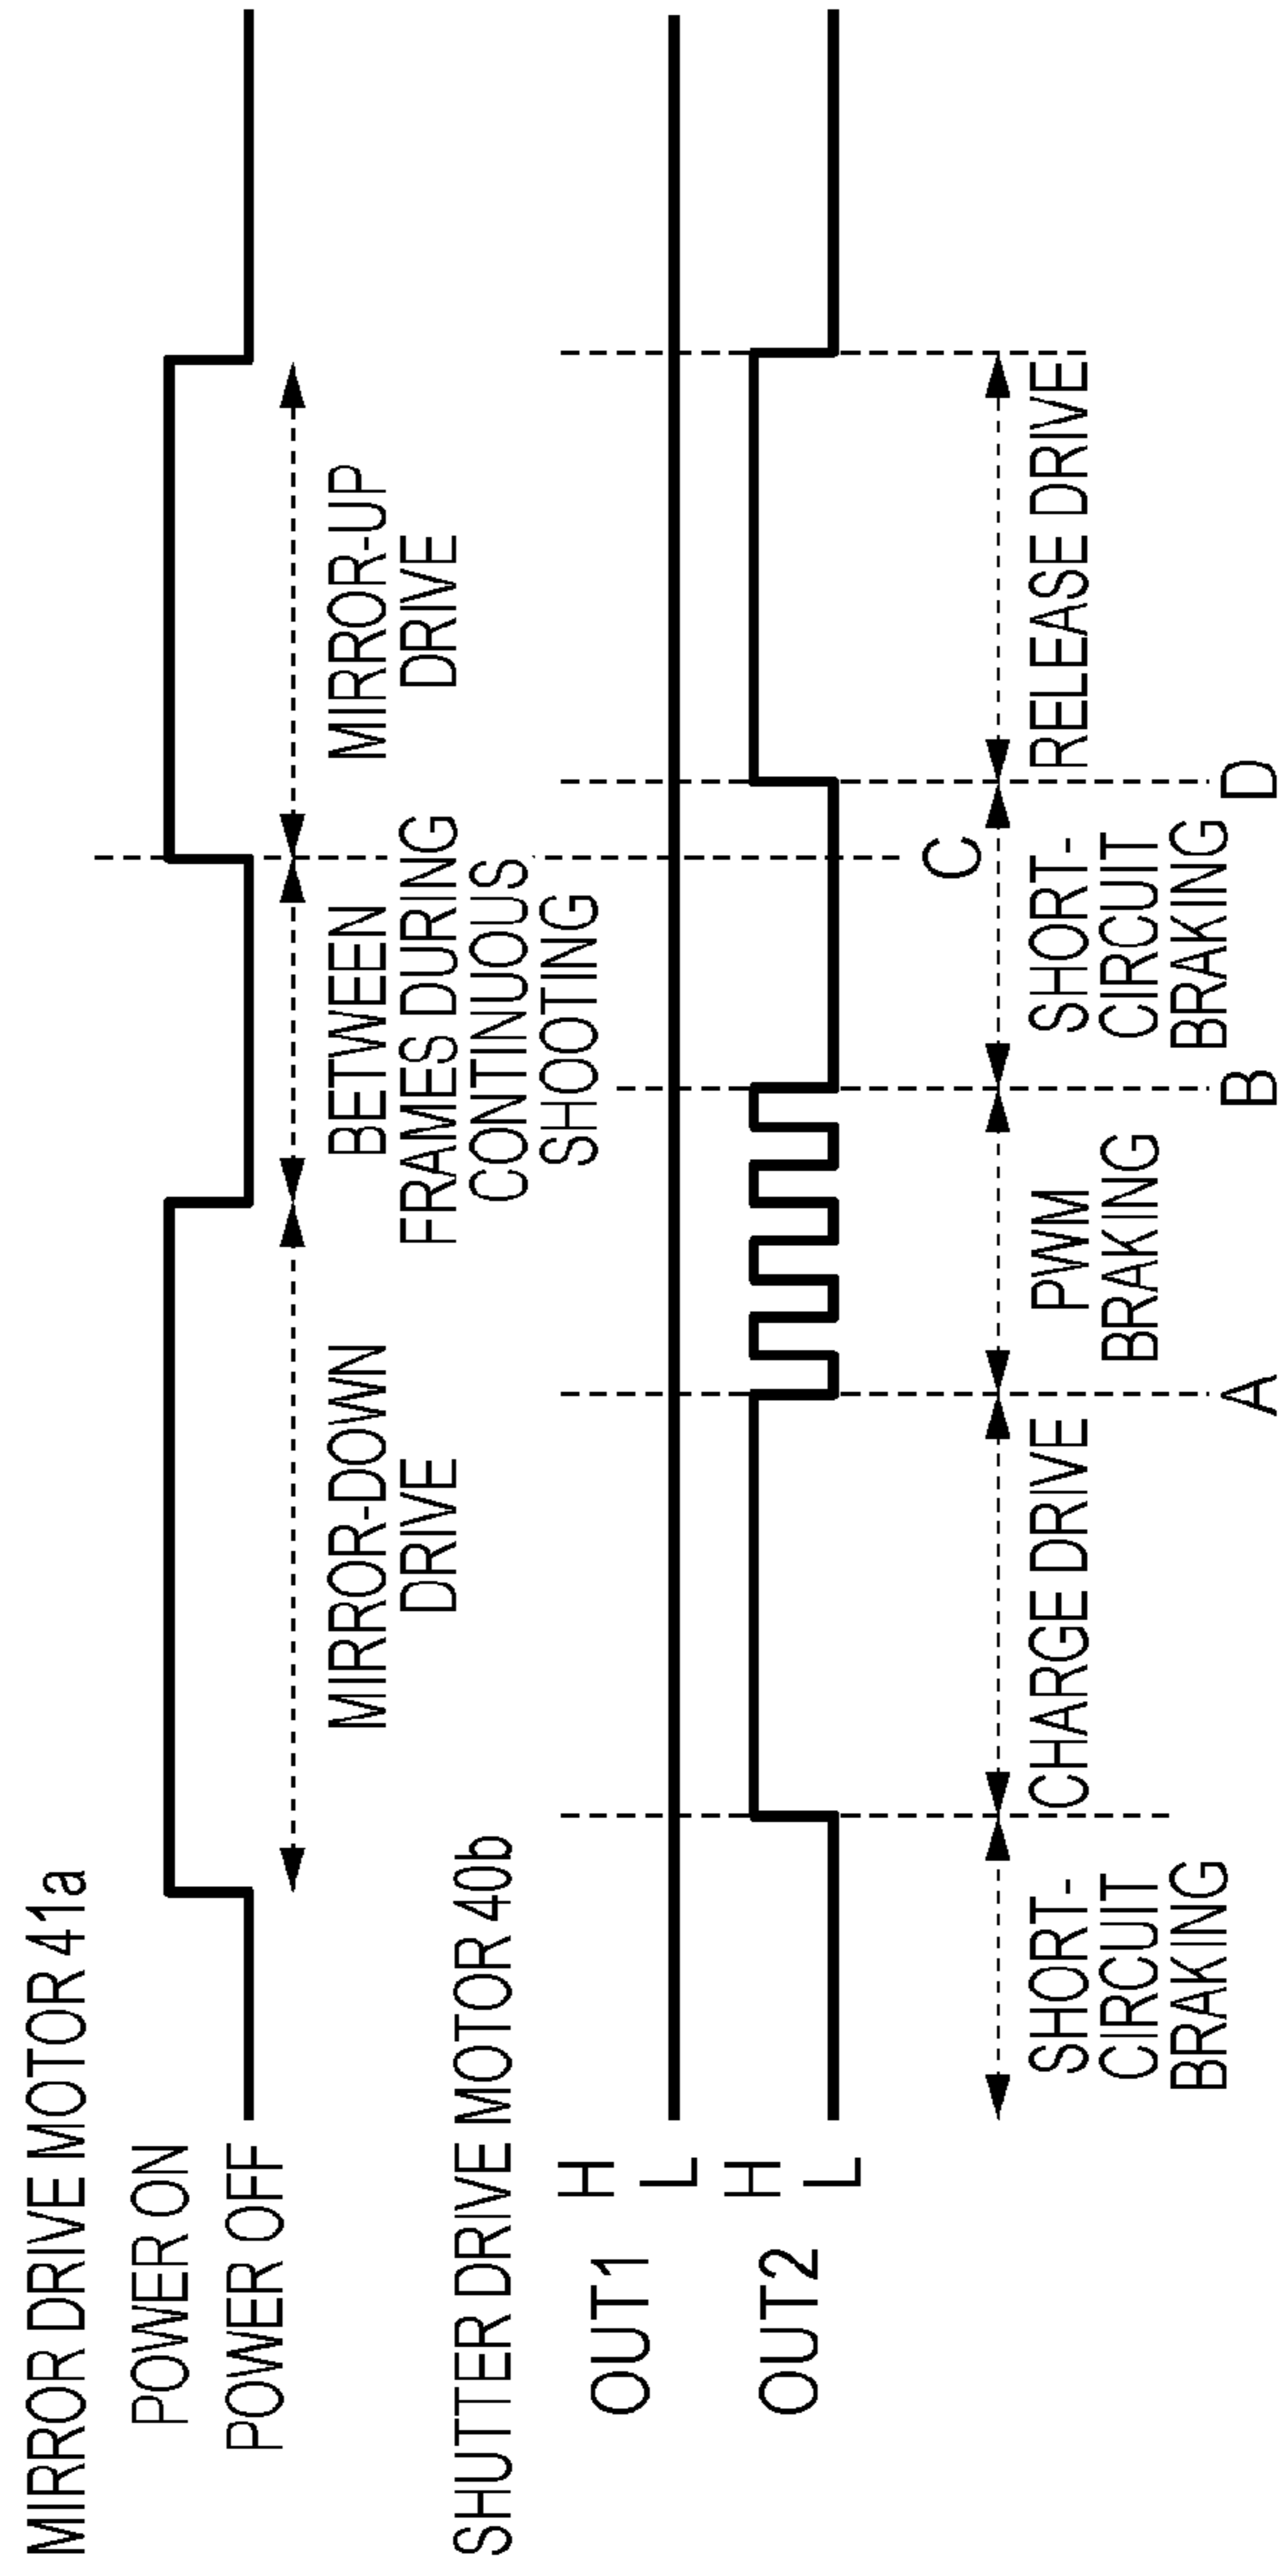 MIRROR DRIVE MOTOR 41a
POWER ON
POWER OFF
MIRROR-DOWN
DRIVE
BETWEEN
FRAMES DURING
CONTINUOUS
SHOOTING
MIRROR-UP
DRIVE
SHUTTER DRIVE MOTOR 40b
OUT1
H
L
OUT2
H
L
SHORT-
CIRCUIT
BRAKING
CHARGE DRIVE
PWM
BRAKING
SHORT-
CIRCUIT
BRAKING
RELEASE DRIVE
A
B
C
D